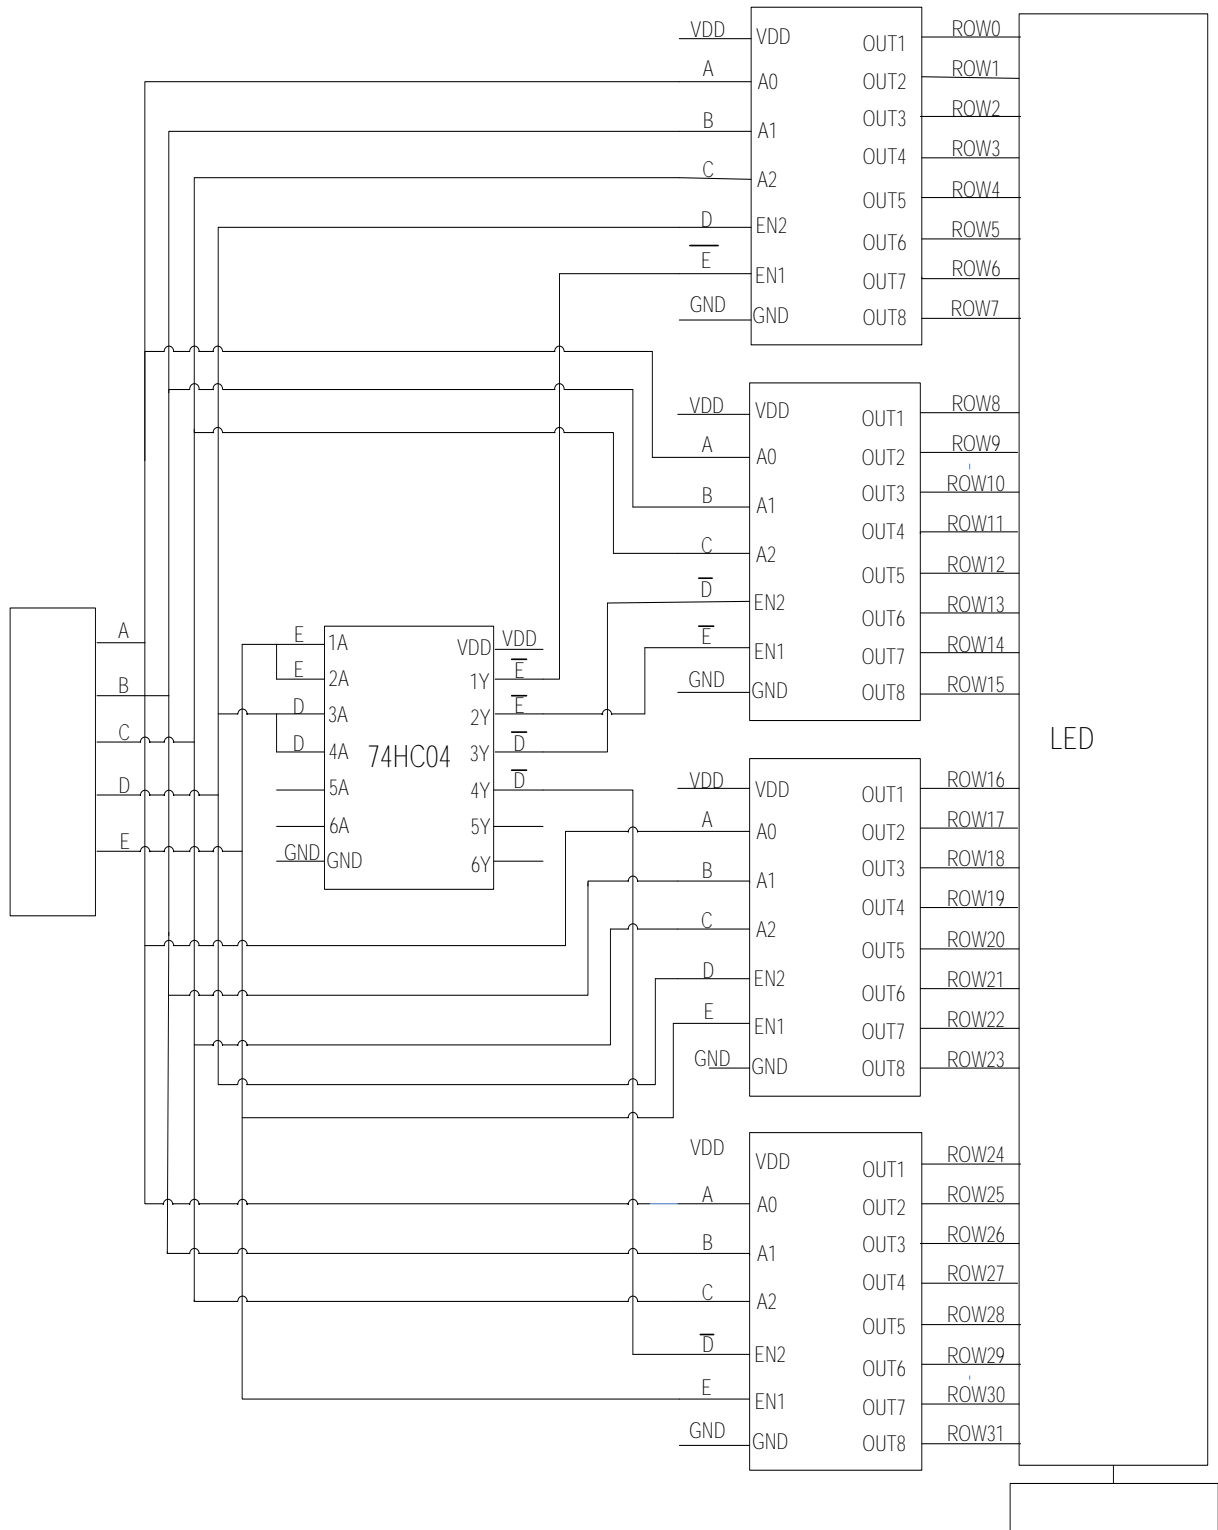 VDD VDD OUT1 ROW0
A A0 OUT2 ROW1
B A1 OUT3 ROW2
C A2 OUT4 ROW3
OUT5 ROW4
D EN2 OUT6 ROW5
E̅ EN1 OUT7 ROW6
GND GND OUT8 ROW7
VDD VDD OUT1 ROW8
A A0 OUT2 ROW9
B A1 OUT3 ROW10
OUT4 ROW11
C A2 OUT5 ROW12
D̅ EN2 OUT6 ROW13
E̅ EN1 OUT7 ROW14
GND GND OUT8 ROW15
A
B
C
D
E
E 1A VDD VDD
E 2A 1Y E̅
D 3A 2Y E̅
D 4A 74HC04 3Y D̅
5A 4Y D̅
6A 5Y
GND GND 6Y
LED
VDD VDD OUT1 ROW16
A A0 OUT2 ROW17
B A1 OUT3 ROW18
OUT4 ROW19
C A2 OUT5 ROW20
D EN2 OUT6 ROW21
E EN1 OUT7 ROW22
GND GND OUT8 ROW23
VDD VDD OUT1 ROW24
A A0 OUT2 ROW25
B A1 OUT3 ROW26
OUT4 ROW27
C A2 OUT5 ROW28
D̅ EN2 OUT6 ROW29
E EN1 OUT7 ROW30
GND GND OUT8 ROW31